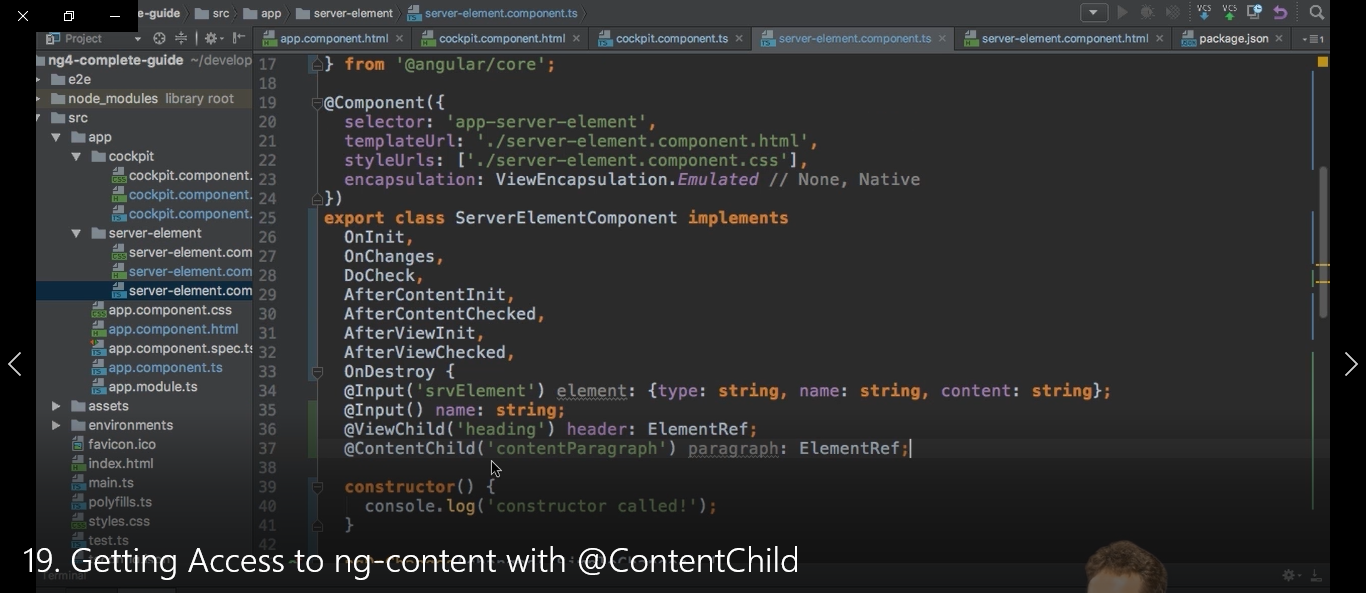 e-guide src app server-element server-element.component.ts
Project
app.component.html cockpit.component.html cockpit.component.ts server-element.component.ts server-element.component.html package.json
VCS VCS
ng4-complete-guide ~/develop
e2e
node_modules library root
src
app
cockpit
cockpit.component.
cockpit.component.
cockpit.component.
server-element
server-element.com
server-element.com
server-element.com
app.component.css
app.component.html
app.component.spec.ts
app.component.ts
app.module.ts
assets
environments
favicon.ico
index.html
main.ts
polyfills.ts
styles.css
test.ts
Terminal
17 } from '@angular/core';
18
19 @Component({
20 selector: 'app-server-element',
21 templateUrl: './server-element.component.html',
22 styleUrls: ['./server-element.component.css'],
23 encapsulation: ViewEncapsulation.Emulated // None, Native
24 })
25 export class ServerElementComponent implements
26 OnInit,
27 OnChanges,
28 DoCheck,
29 AfterContentInit,
30 AfterContentChecked,
31 AfterViewInit,
32 AfterViewChecked,
33 OnDestroy {
34 @Input('srvElement') element: {type: string, name: string, content: string};
35 @Input() name: string;
36 @ViewChild('heading') header: ElementRef;
37 @ContentChild('contentParagraph') paragraph: ElementRef;
38
39 constructor() {
40 console.log('constructor called!');
41 }
42
19. Getting Access to ng-content with @ContentChild